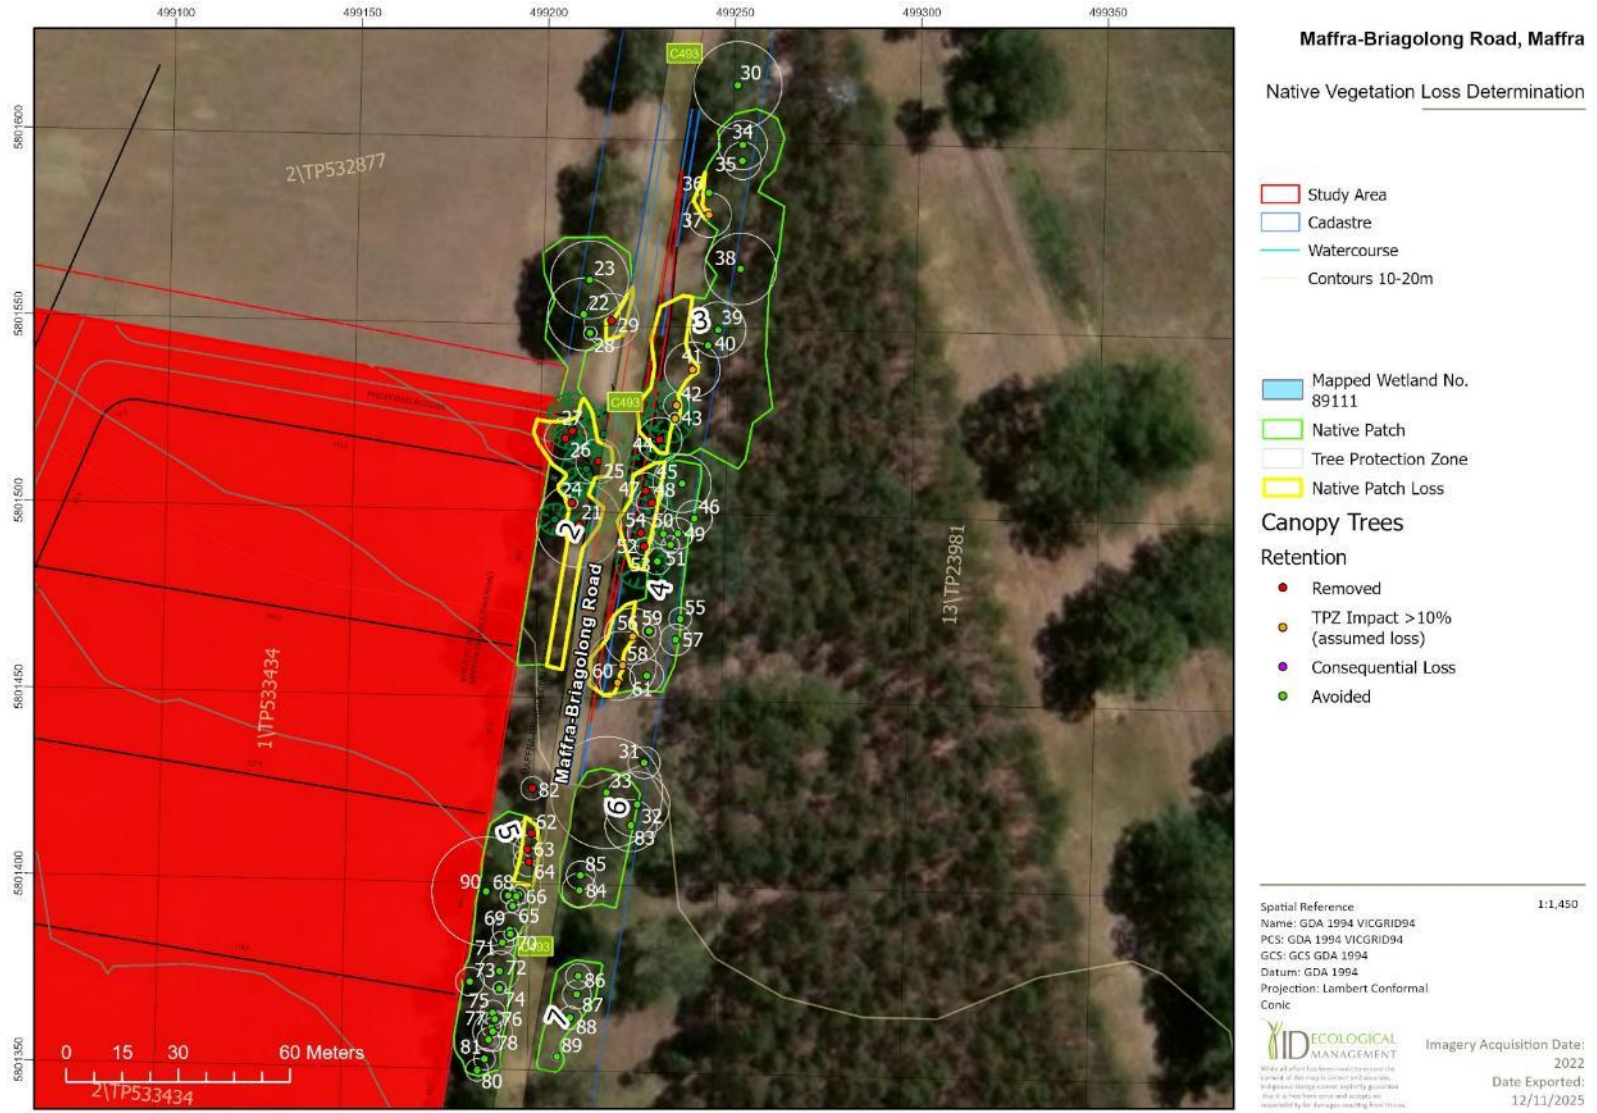 499100
499150
499200
499250
499300
499350
5801600
5801550
5801500
5801450
5801400
5801350
C493
30
34
35
36
37
38
2\TP532877
23
22
29
28
3
39
40
41
42
43
C493
27
26
44
25
45
24
47
48
46
21
2
54
50
49
52
51
53
4
55
59
56
57
58
60
61
13\TP23981
1\TP533434
Maffra-Briagolong Road
31
33
6
32
83
82
5
62
63
64
85
84
90
68
66
69
65
71
70
C493
73
72
75
74
77
76
81
78
80
86
87
7
88
89
0 15 30 60 Meters
2\TP533434
Maffra-Briagolong Road, Maffra
Native Vegetation Loss Determination
Study Area
Cadastre
Watercourse
Contours 10-20m
Mapped Wetland No.
89111
Native Patch
Tree Protection Zone
Native Patch Loss
Canopy Trees
Retention
Removed
TPZ Impact >10%
(assumed loss)
Consequential Loss
Avoided
Spatial Reference 1:1,450
Name: GDA 1994 VICGRID94
PCS: GDA 1994 VICGRID94
GCS: GCS GDA 1994
Datum: GDA 1994
Projection: Lambert Conformal
Conic
ID ECOLOGICAL
MANAGEMENT
Imagery Acquisition Date:
2022
Date Exported:
12/11/2025